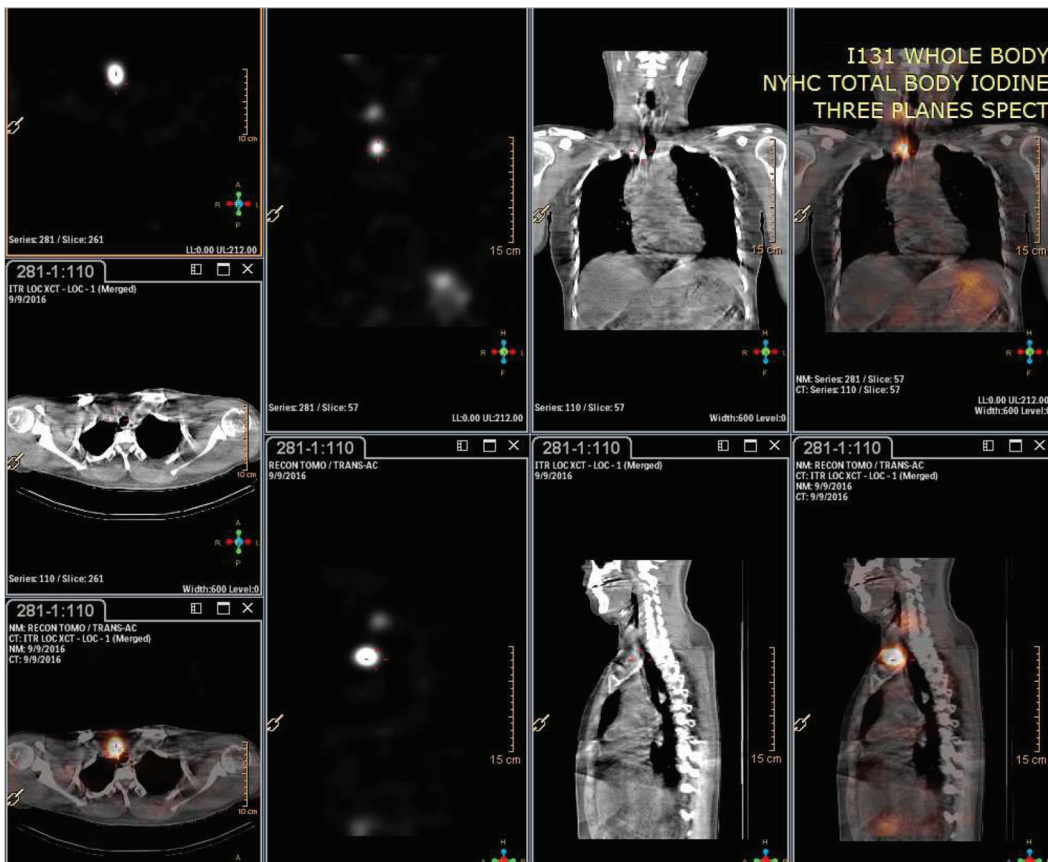 I131 WHOLE BODY
NYHC TOTAL BODY IODINE
THREE PLANES SPECT
10 cm
A
R L
P
Series: 281 / Slice: 261
LL:0.00 UL:212.00
15 cm
H
R L
F
Series: 281 / Slice: 57
LL:0.00 UL:212.00
15 cm
H
R L
F
Series: 110 / Slice: 57
Width:600 Level:0
15 cm
H
R L
F
NM: Series: 281 / Slice: 57
CT: Series: 110 / Slice: 57
LL:0.00 UL:212.00
Width:600 Level:0
281-1:110
ITR LOC XCT - LOC - 1 (Merged)
9/9/2016
10 cm
A
R L
P
Series: 110 / Slice: 261
Width:600 Level:0
281-1:110
NM: RECON TOMO / TRANS-AC
CT: ITR LOC XCT - LOC - 1 (Merged)
NM: 9/9/2016
CT: 9/9/2016
10 cm
A
281-1:110
RECON TOMO / TRANS-AC
9/9/2016
15 cm
H
281-1:110
ITR LOC XCT - LOC - 1 (Merged)
9/9/2016
15 cm
H
281-1:110
NM: RECON TOMO / TRANS-AC
CT: ITR LOC XCT - LOC - 1 (Merged)
NM: 9/9/2016
CT: 9/9/2016
15 cm
H